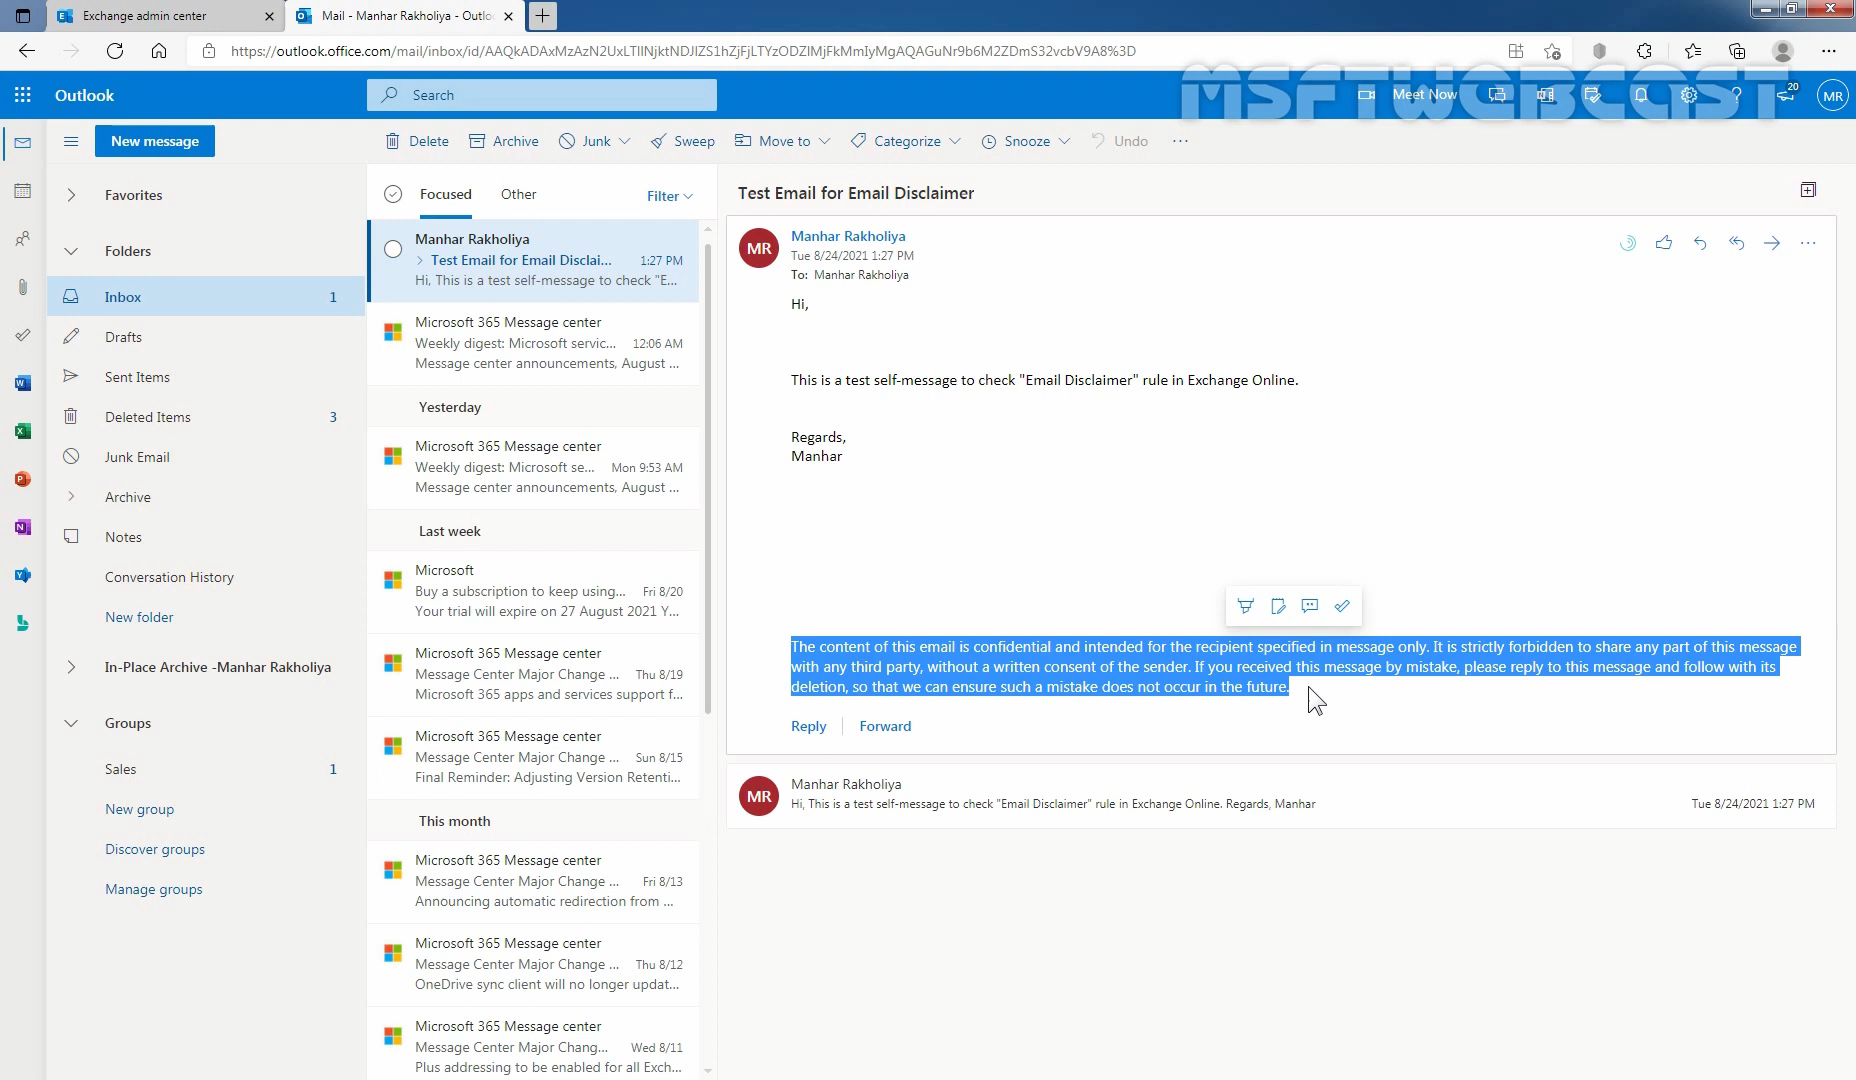 Exchange admin center
Mail - Manhar Rakholiya - Outlo
https://outlook.office.com/mail/inbox/id/AAQkADAxMzAzN2UxLTllNjktNDJlZS1hZjFjLTYzODZlMjFkMmIyMgAQAGuNr9b6M2ZDmS32vcbV9A8%3D
MSFTWEBCAST
Outlook
Search
Meet Now
20
MR
New message
Delete
Archive
Junk
Sweep
Move to
Categorize
Snooze
Undo
Favorites
Folders
Inbox 1
Drafts
Sent Items
Deleted Items 3
Junk Email
Archive
Notes
Conversation History
New folder
In-Place Archive -Manhar Rakholiya
Groups
Sales 1
New group
Discover groups
Manage groups
Focused
Other
Filter
Manhar Rakholiya
Test Email for Email Disclai... 1:27 PM
Hi, This is a test self-message to check "E...
Microsoft 365 Message center
Weekly digest: Microsoft servic... 12:06 AM
Message center announcements, August ...
Yesterday
Microsoft 365 Message center
Weekly digest: Microsoft se... Mon 9:53 AM
Message center announcements, August ...
Last week
Microsoft
Buy a subscription to keep using... Fri 8/20
Your trial will expire on 27 August 2021 Y...
Microsoft 365 Message center
Message Center Major Change ... Thu 8/19
Microsoft 365 apps and services support f...
Microsoft 365 Message center
Message Center Major Change ... Sun 8/15
Final Reminder: Adjusting Version Retenti...
This month
Microsoft 365 Message center
Message Center Major Change ... Fri 8/13
Announcing automatic redirection from ...
Microsoft 365 Message center
Message Center Major Change ... Thu 8/12
OneDrive sync client will no longer updat...
Microsoft 365 Message center
Message Center Major Chang... Wed 8/11
Plus addressing to be enabled for all Exch...
Test Email for Email Disclaimer
MR
Manhar Rakholiya
Tue 8/24/2021 1:27 PM
To: Manhar Rakholiya
Hi,
This is a test self-message to check "Email Disclaimer" rule in Exchange Online.
Regards,
Manhar
The content of this email is confidential and intended for the recipient specified in message only. It is strictly forbidden to share any part of this message
with any third party, without a written consent of the sender. If you received this message by mistake, please reply to this message and follow with its
deletion, so that we can ensure such a mistake does not occur in the future.
Reply
Forward
MR
Manhar Rakholiya
Hi, This is a test self-message to check "Email Disclaimer" rule in Exchange Online. Regards, Manhar
Tue 8/24/2021 1:27 PM